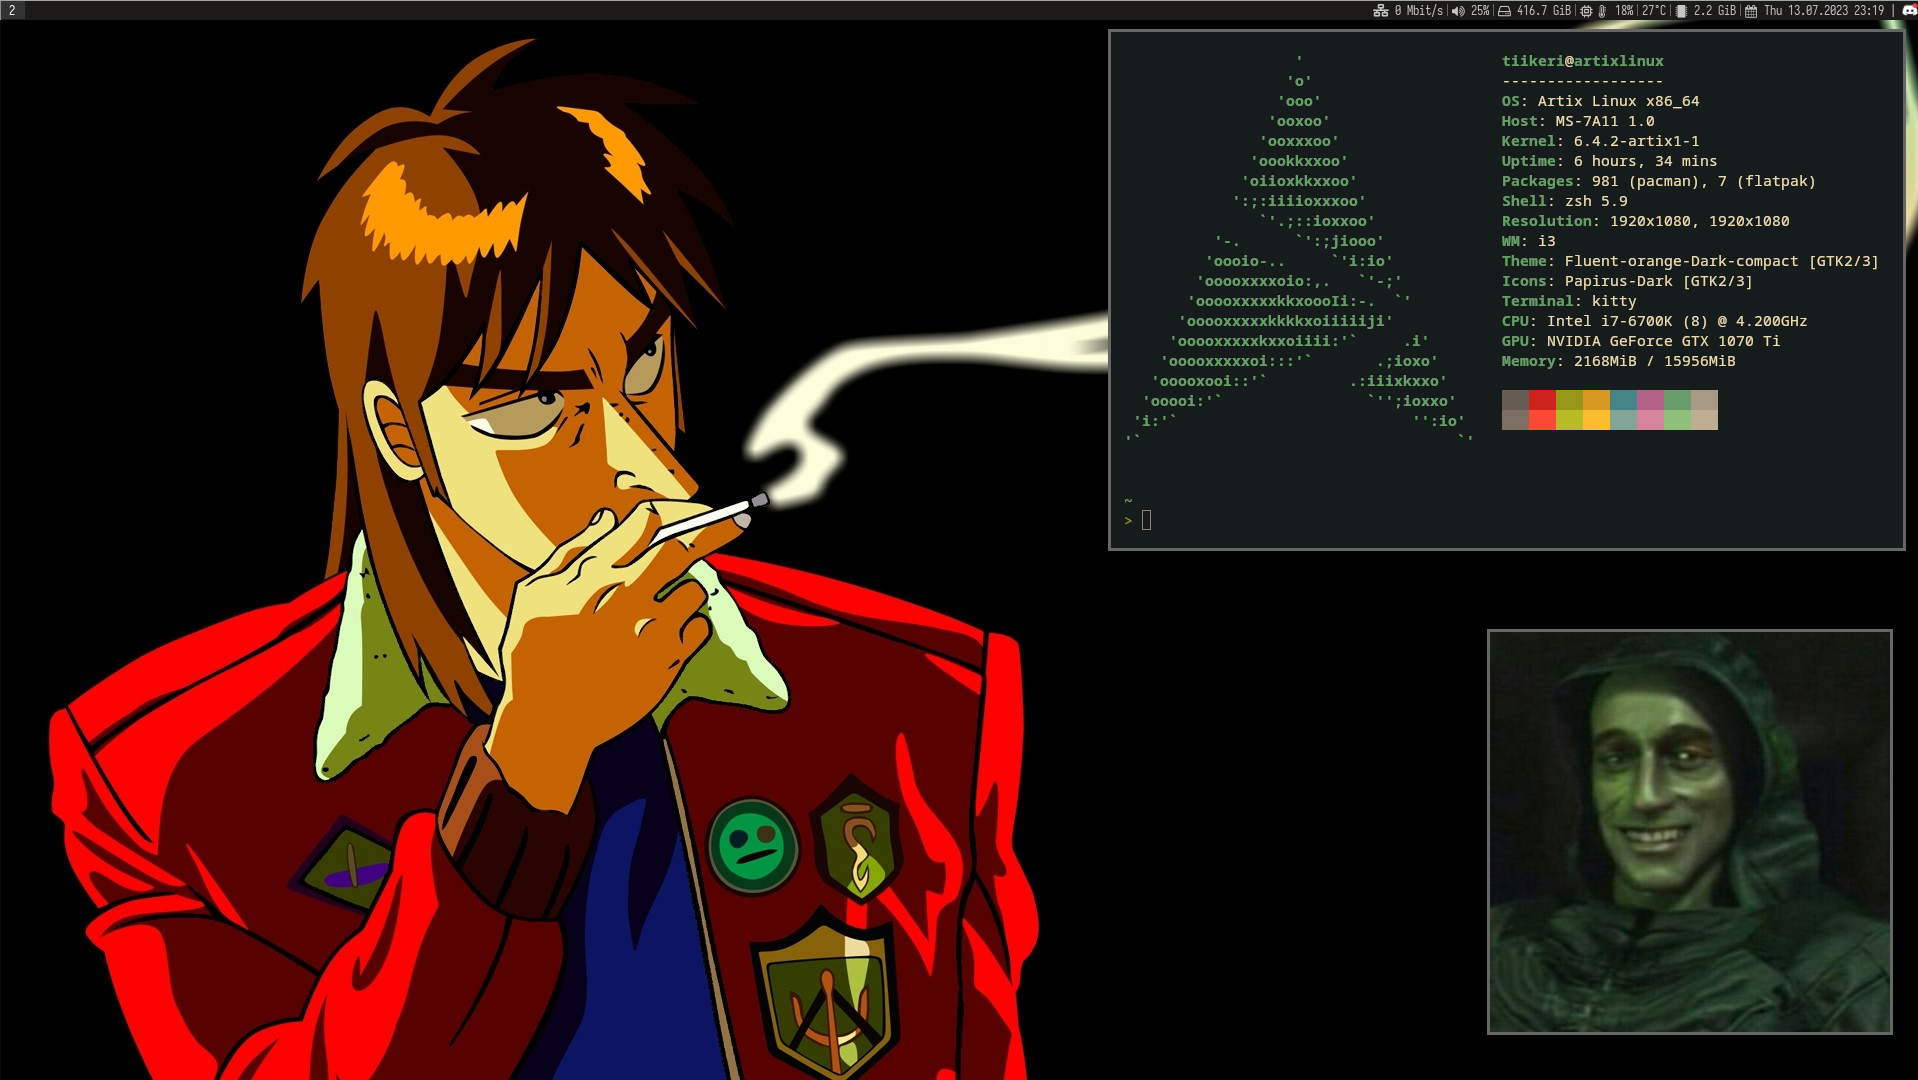 2
0 Mbit/s | 25% | 416.7 GiB | 18% | 27°C | 2.2 GiB | Thu 13.07.2023 23:19 |
'
'o'
'ooo'
'ooxoo'
'ooxxxoo'
'oookkxxoo'
'oiioxkkxxoo'
':;:iiiioxxxoo'
`'.;::ioxxoo'
'-.      `':;jiooo'
'oooio-..     `'i:io'
'ooooxxxxoio:,.   `'-;'
'ooooxxxxxkkxoooIi:-.  `'
'ooooxxxxxkkkkxoiiiiiji'
'ooooxxxxxkxxoiiii:'`     .i'
'ooooxxxxxoi:::'`       .;ioxo'
'ooooxooi::'`         .:iiixkxxo'
'ooooi:'`                `'';ioxxo'
'i:'`                          '':io'
'`                                   `'
tiikeri@artixlinux
------------------
OS: Artix Linux x86_64
Host: MS-7A11 1.0
Kernel: 6.4.2-artix1-1
Uptime: 6 hours, 34 mins
Packages: 981 (pacman), 7 (flatpak)
Shell: zsh 5.9
Resolution: 1920x1080, 1920x1080
WM: i3
Theme: Fluent-orange-Dark-compact [GTK2/3]
Icons: Papirus-Dark [GTK2/3]
Terminal: kitty
CPU: Intel i7-6700K (8) @ 4.200GHz
GPU: NVIDIA GeForce GTX 1070 Ti
Memory: 2168MiB / 15956MiB
~
>